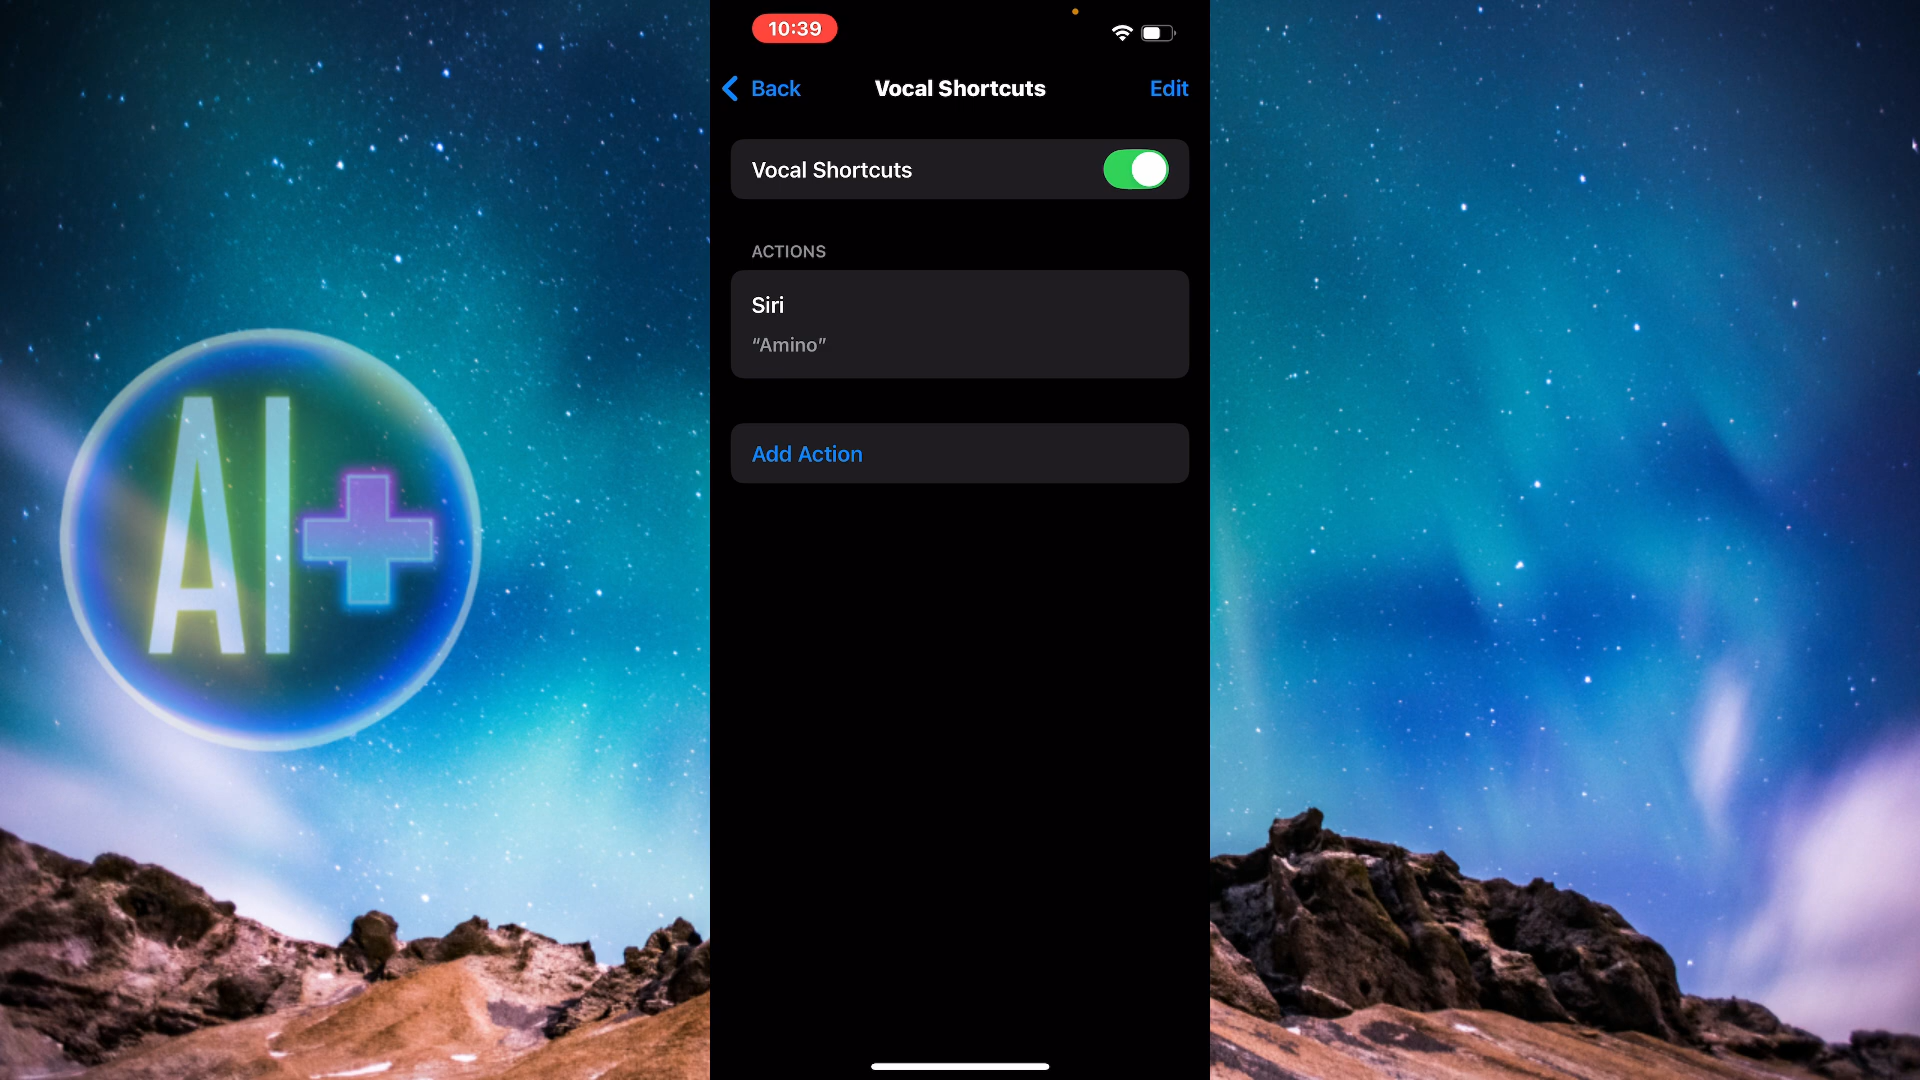 10:39
Back
Vocal Shortcuts
Edit
Vocal Shortcuts
ACTIONS
Siri
“Amino”
Add Action
AI+